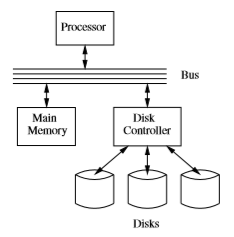 Processor
Bus
Main
Memory
Disk
Controller
Disks